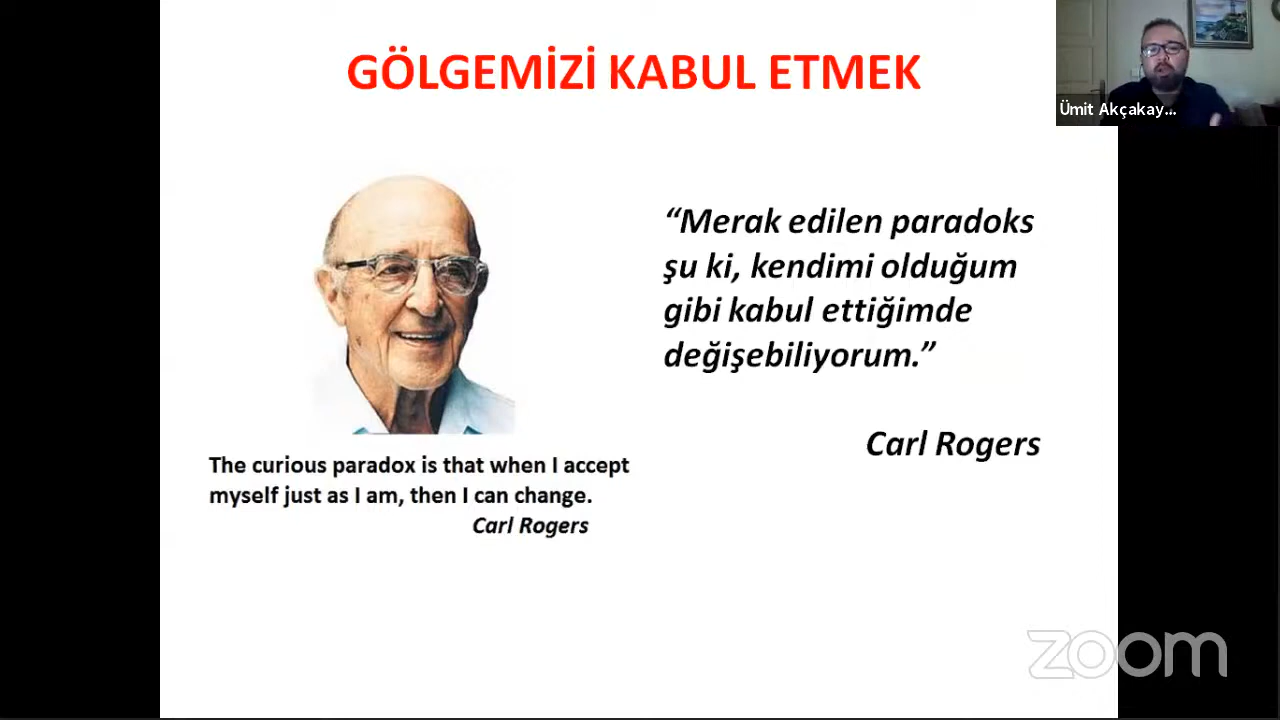 GÖLGEMİZİ KABUL ETMEK
Ümit Akçakay...
“Merak edilen paradoks
şu ki, kendimi olduğum
gibi kabul ettiğimde
değişebiliyorum.”
Carl Rogers
The curious paradox is that when I accept
myself just as I am, then I can change.
Carl Rogers
zoom